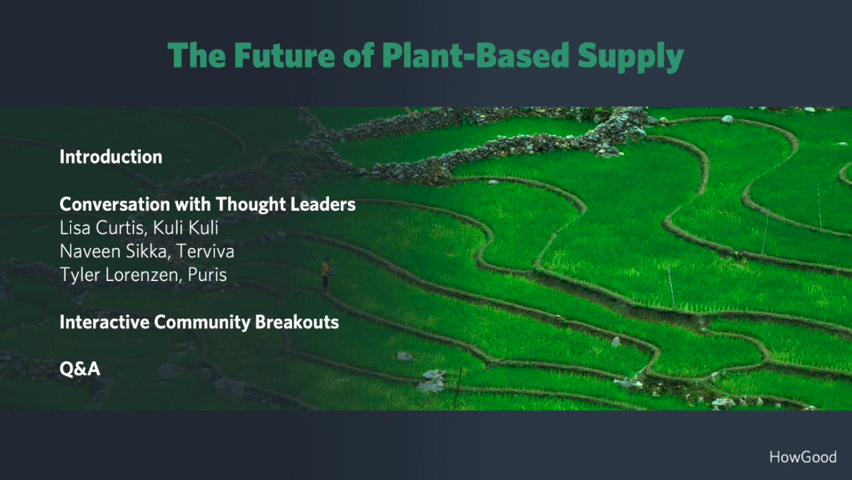 The Future of Plant-Based Supply
Introduction
Conversation with Thought Leaders
Lisa Curtis, Kuli Kuli
Naveen Sikka, Terviva
Tyler Lorenzen, Puris
Interactive Community Breakouts
Q&A
HowGood